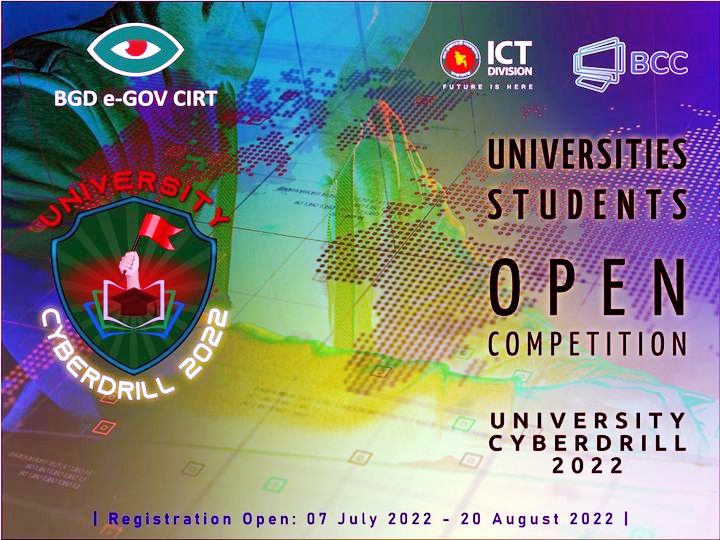 BGD e-GOV CIRT
ICT
DIVISION
FUTURE IS HERE
BCC
UNIVERSITY
CYBERDRILL 2022
UNIVERSITIES
STUDENTS
OPEN
COMPETITION
UNIVERSITY
CYBERDRILL
2022
| Registration Open: 07 July 2022 - 20 August 2022 |